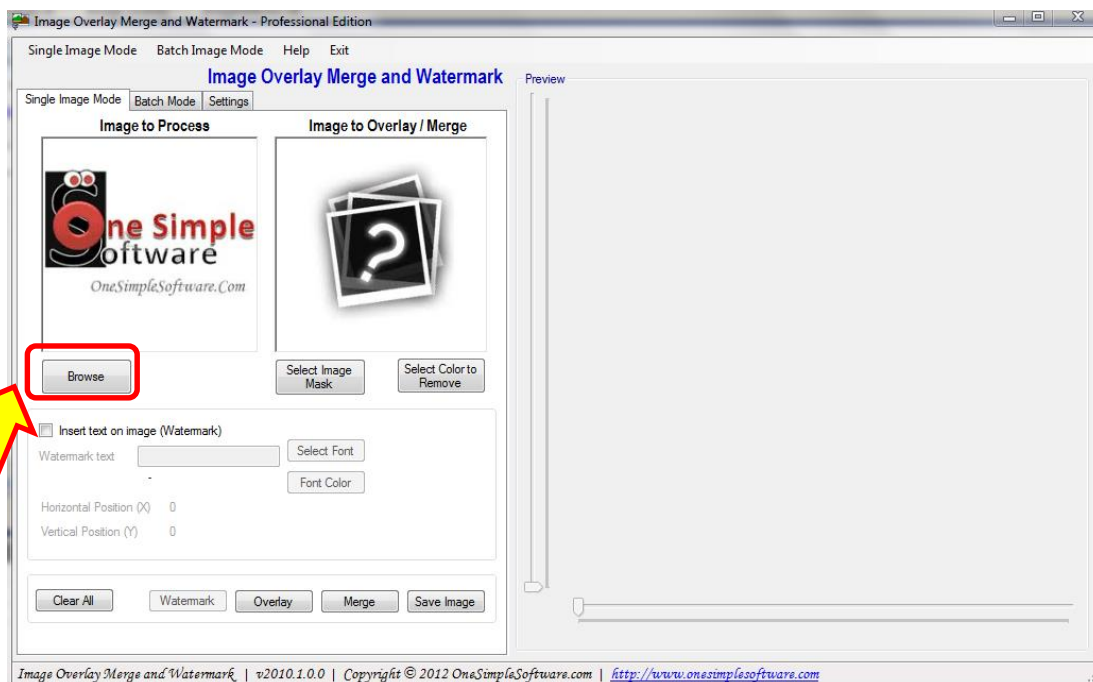 Image Overlay Merge and Watermark - Professional Edition
Single Image Mode Batch Image Mode Help Exit
Image Overlay Merge and Watermark
Preview
Single Image Mode Batch Mode Settings
Image to Process Image to Overlay / Merge
One Simple
Software
OneSimpleSoftware.Com
?
Browse
Select Image
Mask
Select Color to
Remove
Insert text on image (Watermark)
Watermark text
Select Font
-
Font Color
Horizontal Position (X) 0
Vertical Position (Y) 0
Clear All Watermark Overlay Merge Save Image
Image Overlay Merge and Watermark | v2010.1.0.0 | Copyright © 2012 OneSimpleSoftware.com | http://www.onesimplesoftware.com